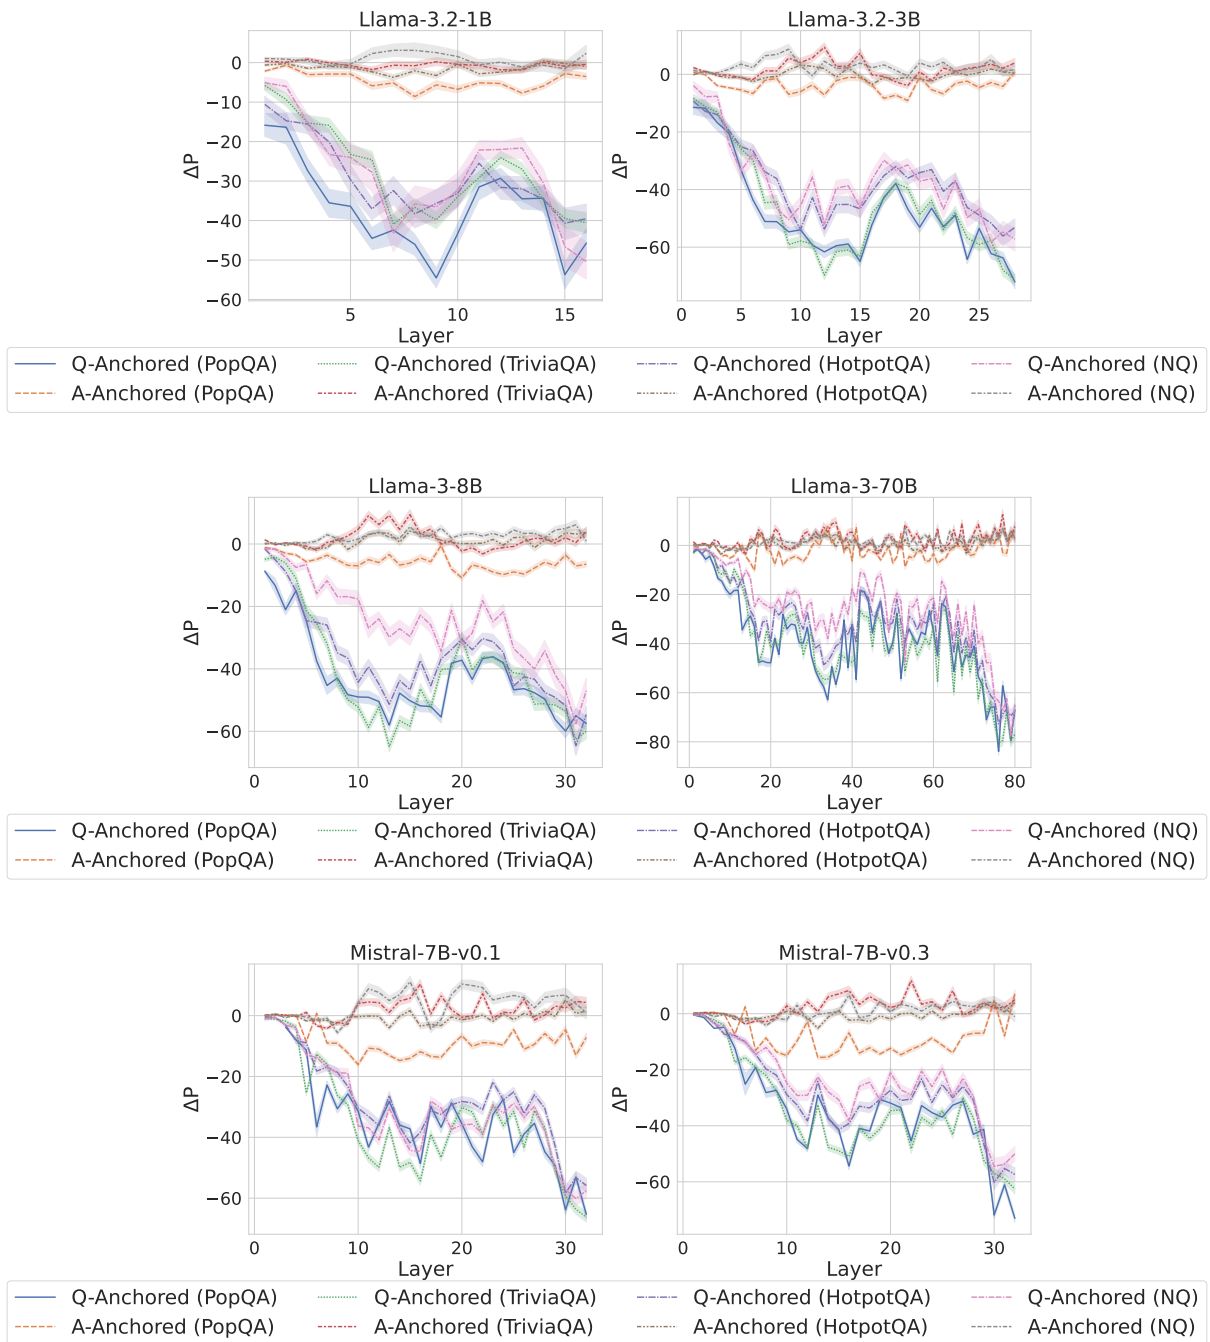 Llama-3.2-1B Llama-3.2-3B
0 0
−10
−20 −20
ΔP ΔP
−30
−40 −40
−50
−60 −60
5 10 15 0 5 10 15 20 25
Layer Layer
Q-Anchored (PopQA) Q-Anchored (TriviaQA) Q-Anchored (HotpotQA) Q-Anchored (NQ)
A-Anchored (PopQA) A-Anchored (TriviaQA) A-Anchored (HotpotQA) A-Anchored (NQ)
Llama-3-8B Llama-3-70B
0 0
−20 −20
ΔP ΔP
−40 −40
−60 −60
−80
0 10 20 30 0 20 40 60 80
Layer Layer
Q-Anchored (PopQA) Q-Anchored (TriviaQA) Q-Anchored (HotpotQA) Q-Anchored (NQ)
A-Anchored (PopQA) A-Anchored (TriviaQA) A-Anchored (HotpotQA) A-Anchored (NQ)
Mistral-7B-v0.1 Mistral-7B-v0.3
0 0
−20 −20
ΔP ΔP
−40 −40
−60 −60
0 10 20 30 0 10 20 30
Layer Layer
Q-Anchored (PopQA) Q-Anchored (TriviaQA) Q-Anchored (HotpotQA) Q-Anchored (NQ)
A-Anchored (PopQA) A-Anchored (TriviaQA) A-Anchored (HotpotQA) A-Anchored (NQ)